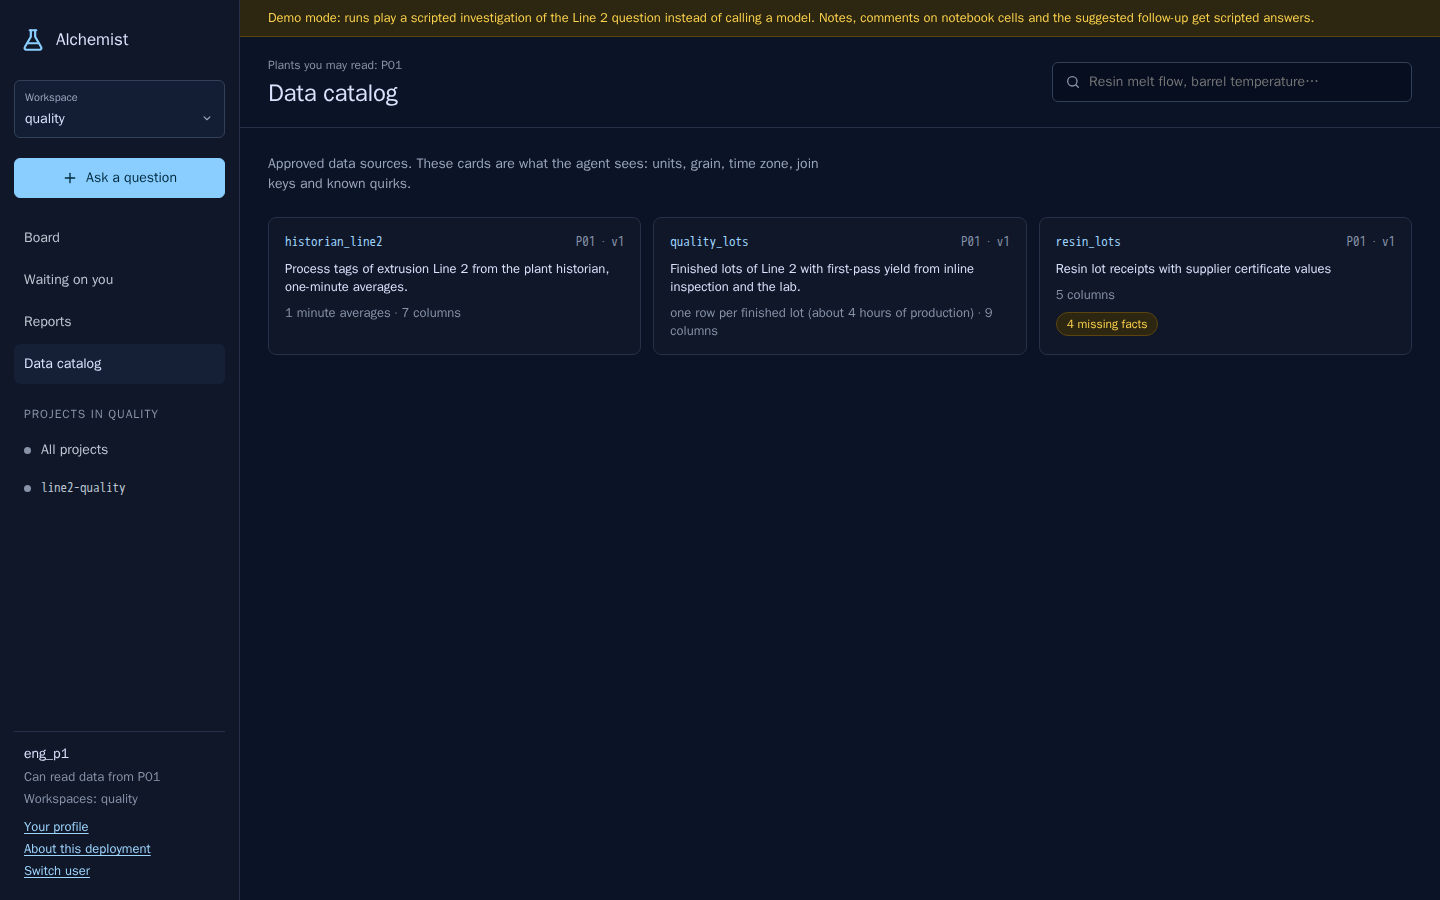 Alchemist
Workspace
quality
Ask a question
Board
Waiting on you
Reports
Data catalog
PROJECTS IN QUALITY
All projects
line2-quality
eng_p1
Can read data from P01
Workspaces: quality
Your profile
About this deployment
Switch user
Demo mode: runs play a scripted investigation of the Line 2 question instead of calling a model. Notes, comments on notebook cells and the suggested follow-up get scripted answers.
Plants you may read: P01
Data catalog
Resin melt flow, barrel temperature…
Approved data sources. These cards are what the agent sees: units, grain, time zone, join
keys and known quirks.
historian_line2 P01 · v1
Process tags of extrusion Line 2 from the plant historian,
one-minute averages.
1 minute averages · 7 columns
quality_lots P01 · v1
Finished lots of Line 2 with first-pass yield from inline
inspection and the lab.
one row per finished lot (about 4 hours of production) · 9
columns
resin_lots P01 · v1
Resin lot receipts with supplier certificate values
5 columns
4 missing facts